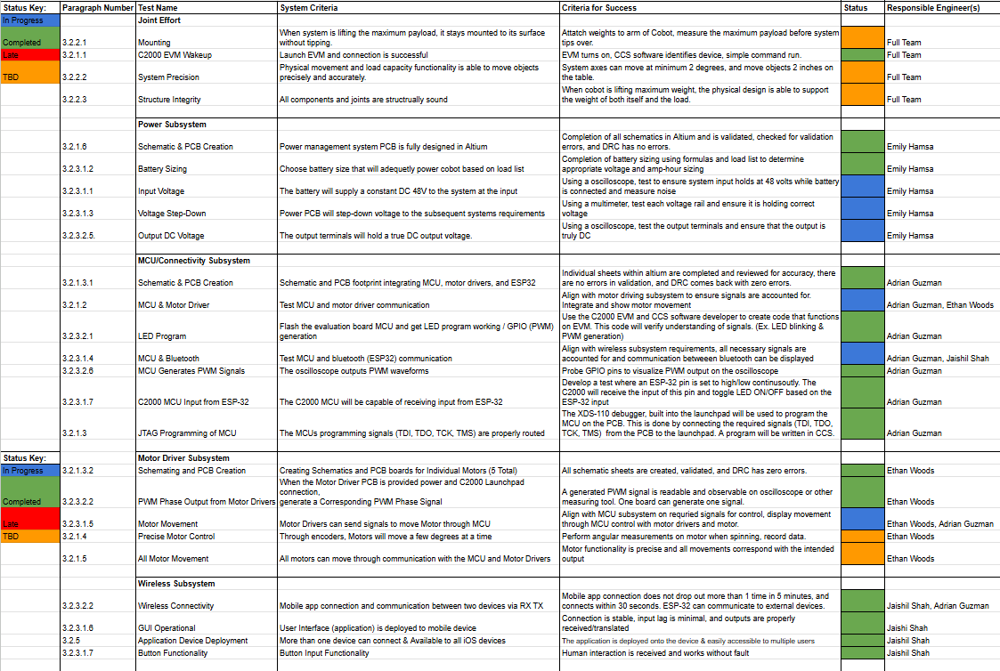 Status Key: Paragraph Number Test Name System Criteria Criteria for Success Status Responsible Engineer(s)
In Progress Joint Effort
Completed 3.2.2.1 Mounting When system is lifting the maximum payload, it stays mounted to its surface
without tipping. Attatch weights to arm of Cobot, measure the maximum payload before system
tips over. Full Team
Late 3.2.1.1 C2000 EVM Wakeup Launch EVM and connection is successful EVM turns on, CCS software identifies device, simple command run. Full Team
TBD 3.2.2.2 System Precision Physical movement and load capacity functionality is able to move objects
precisely and accurately. System axes can move at minimum 2 degrees, and move objects 2 inches on
the table. Full Team
3.2.2.3 Structure Integrity All components and joints are structrually sound When cobot is lifting maximum weight, the physical design is able to support
the weight of both itself and the load. Full Team
Power Subsystem
3.2.1.6 Schematic & PCB Creation Power management system PCB is fully designed in Altium Completion of all schematics in Altium and is validated, checked for validation
errors, and DRC has no errors. Emily Hamsa
3.2.3.1.2 Battery Sizing Choose battery size that will adequetly power cobot based on load list Completion of battery sizing using formulas and load list to determine
appropriate voltage and amp-hour sizing Emily Hamsa
3.2.3.1.1 Input Voltage The battery will supply a constant DC 48V to the system at the input Using a oscilloscope, test to ensure system input holds at 48 volts while battery
is connected and measure noise Emily Hamsa
3.2.3.1.3 Voltage Step-Down Power PCB will step-down voltage to the subsequent systems requirements Using a multimeter, test each voltage rail and ensure it is holding correct
voltage Emily Hamsa
3.2.3.2.5. Output DC Voltage The output terminals will hold a true DC output voltage. Using a oscilloscope, test the output terminals and ensure that the output is
truly DC Emily Hamsa
MCU/Connectivity Subsystem
3.2.1.3.1 Schematic & PCB Creation Schematic and PCB footprint integrating MCU, motor drivers, and ESP32 Individual sheets within altium are completed and reviewed for accuracy, there
are no errors in validation, and DRC comes back with zero errors. Adrian Guzman
3.2.1.2 MCU & Motor Driver Test MCU and motor driver communication Align with motor driving subsystem to ensure signals are accounted for.
Integrate and show motor movement Adrian Guzman, Ethan Woods
3.2.3.2.1 LED Program Flash the evaluation board MCU and get LED program working / GPIO (PWM)
generation Use the C2000 EVM and CCS software developer to create code that functions
on EVM. This code will verify understanding of signals. (Ex. LED blinking &
PWM generation) Adrian Guzman
3.2.3.1.4 MCU & Bluetooth Test MCU and bluetooth (ESP32) communication Align with wireless subsystem requirements, all necessary signals are
accounted for and communication betweeen bluetooth can be displayed Adrian Guzman, Jaishil Shah
3.2.3.2.6 MCU Generates PWM Signals The oscilloscope outputs PWM waveforms Probe GPIO pins to visualize PWM output on the oscilloscope Adrian Guzman
3.2.3.1.7 C2000 MCU Input from ESP-32 The C2000 MCU will be capable of receiving input from ESP-32 Develop a test where an ESP-32 pin is set to high/low continusoutly. The
C2000 will receive the input of this pin and toggle LED ON/OFF based on the
ESP-32 input Adrian Guzman
3.2.1.3 JTAG Programing of MCU The MCUs programming signals (TDI, TDO, TCK, TMS) are properly routed The XDS-110 debugger, built into the launchpad will be used to program the
MCU on the PCB. This is done by connecting the required signals (TDI, TDO,
TCK, TMS) from the PCB to the launchpad. A program will be written in CCS. Adrian Guzman
Status Key: Motor Driver Subsystem
In Progress 3.2.1.3.2 Schemating and PCB Creation Creating Schematics and PCB boards for Individual Motors (5 Total) All schematic sheets are created, validated, and DRC has zero errors. Ethan Woods
Completed 3.2.3.2.2 PWM Phase Output from Motor Drivers When the Motor Driver PCB is provided power and C2000 Launchpad
connection,
generate a Corresponding PWM Phase Signal A generated PWM signal is readable and observable on oscilloscope or other
measuring tool. One board can generate one signal. Ethan Woods
Late 3.2.3.1.5 Motor Movement Motor Drivers can send signals to move Motor through MCU Align with MCU subsystem on requried signals for control, display movement
through MCU control with motor drivers and motor. Ethan Woods, Adrian Guzman
TBD 3.2.1.4 Precise Motor Control Through encoders, Motors will move a few degrees at a time Perform angular measurements on motor when spinning, record data. Ethan Woods
3.2.1.5 All Motor Movement All motors can move through communication with the MCU and Motor Drivers Motor functionality is precise and all movements correspond with the intended
output Ethan Woods
Wireless Subsystem
3.2.3.2.2 Wireless Connectivity Mobile app connection and communication between two devices via RX TX Mobile app connection does not drop out more than 1 time in 5 minutes, and
connects within 30 seconds. ESP-32 can communicate to external devices. Jaishil Shah, Adrian Guzman
3.2.3.1.6 GUI Operational User Interface (application) is deployed to mobile device Connection is stable, input lag is minimal, and outputs are properly
received/translated Jaishi Shah
3.2.5 Application Device Deployment More than one device can connect & Available to all iOS devices The application is deployed onto the device & easily accessible to multiple users Jaishil Shah
3.2.3.1.7 Button Functionality Button Input Functionality Human interaction is received and works without fault Jaishil Shah